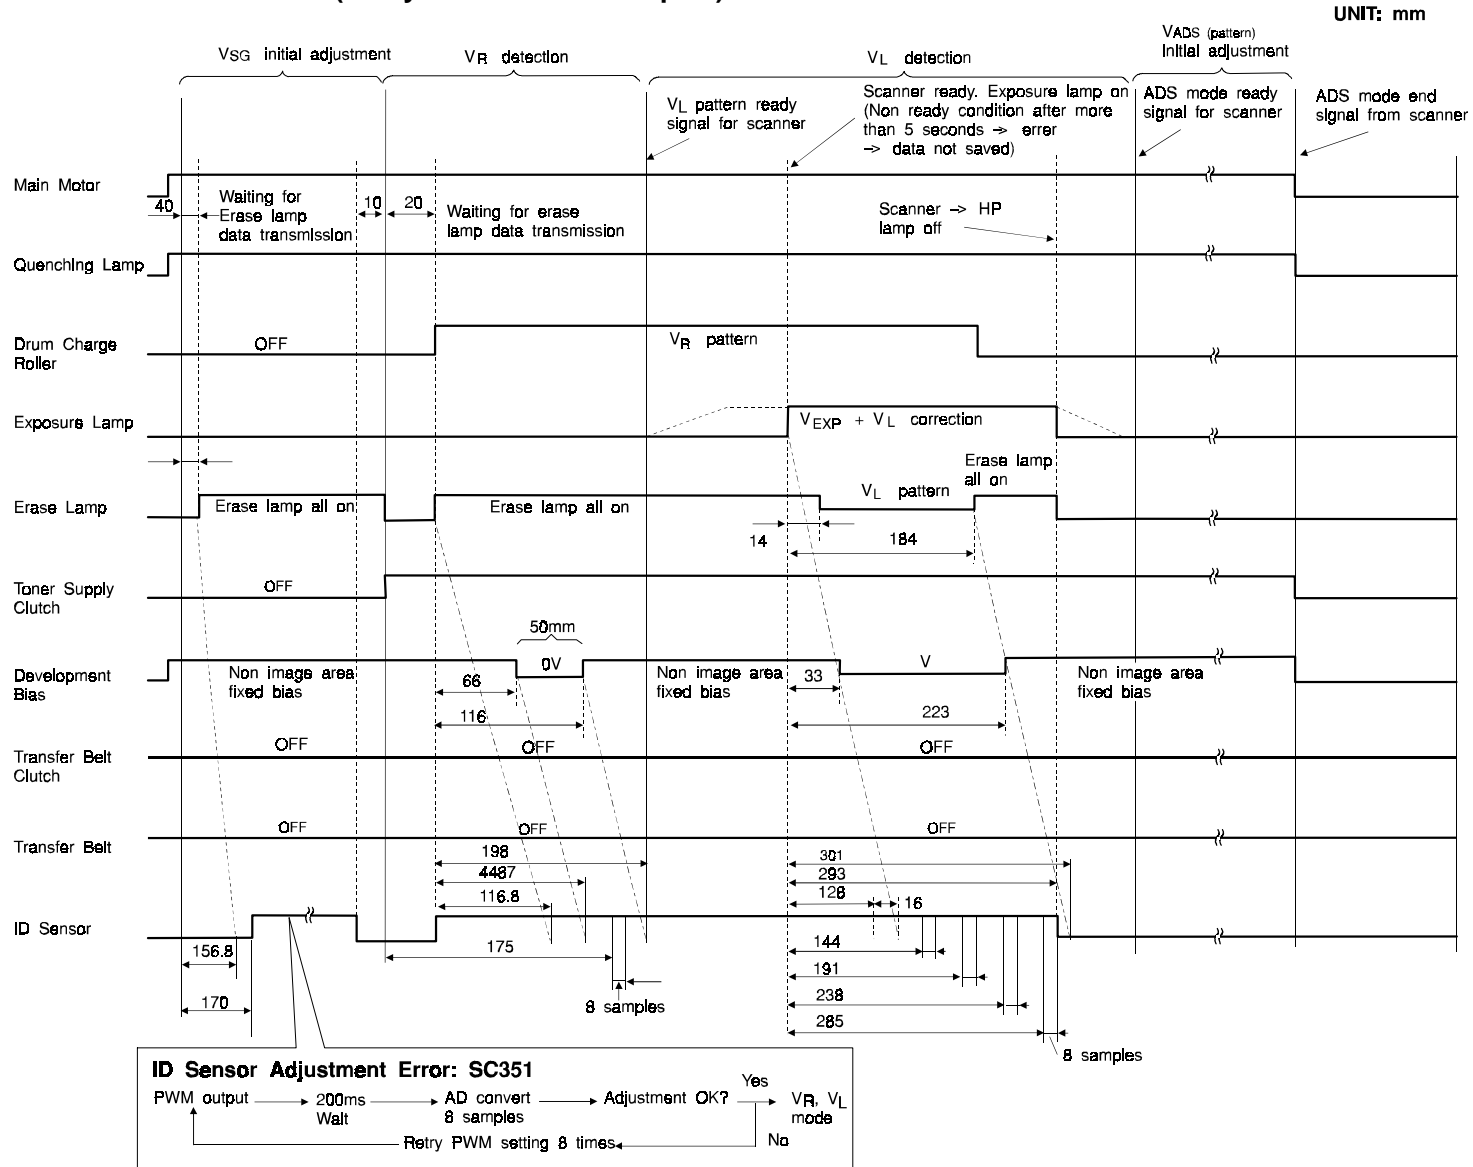 UNIT: mm
VSG initial adjustment
VR detection
VL detection
VADS (pattern)
Initial adjustment
VL pattern ready
signal for scanner
Scanner ready. Exposure lamp on
(Non ready condition after more
than 5 seconds -> errer
-> data not saved)
ADS mode ready
signal for scanner
ADS mode end
signal from scanner
Main Motor
40
Waiting for
Erase lamp
data transmission
10
20
Waiting for erase
lamp data transmission
Scanner -> HP
lamp off
Quenching Lamp
Drum Charge
Roller
OFF
VR pattern
Exposure Lamp
VEXP + VL correction
Erase lamp
all on
Erase Lamp
Erase lamp all on
Erase lamp all on
VL pattern
14
184
Toner Supply
Clutch
OFF
50mm
Development
Bias
Non image area
fixed bias
0V
66
116
Non image area
fixed bias
33
V
223
Non image area
fixed bias
Transfer Belt
Clutch
OFF
OFF
OFF
Transfer Belt
OFF
OFF
OFF
198
4487
116.8
301
293
128
16
ID Sensor
156.8
170
175
8 samples
144
191
238
285
8 samples
ID Sensor Adjustment Error: SC351
PWM output
200ms
Wait
AD convert
8 samples
Adjustment OK?
Yes
VR, VL
mode
No
Retry PWM setting 8 times